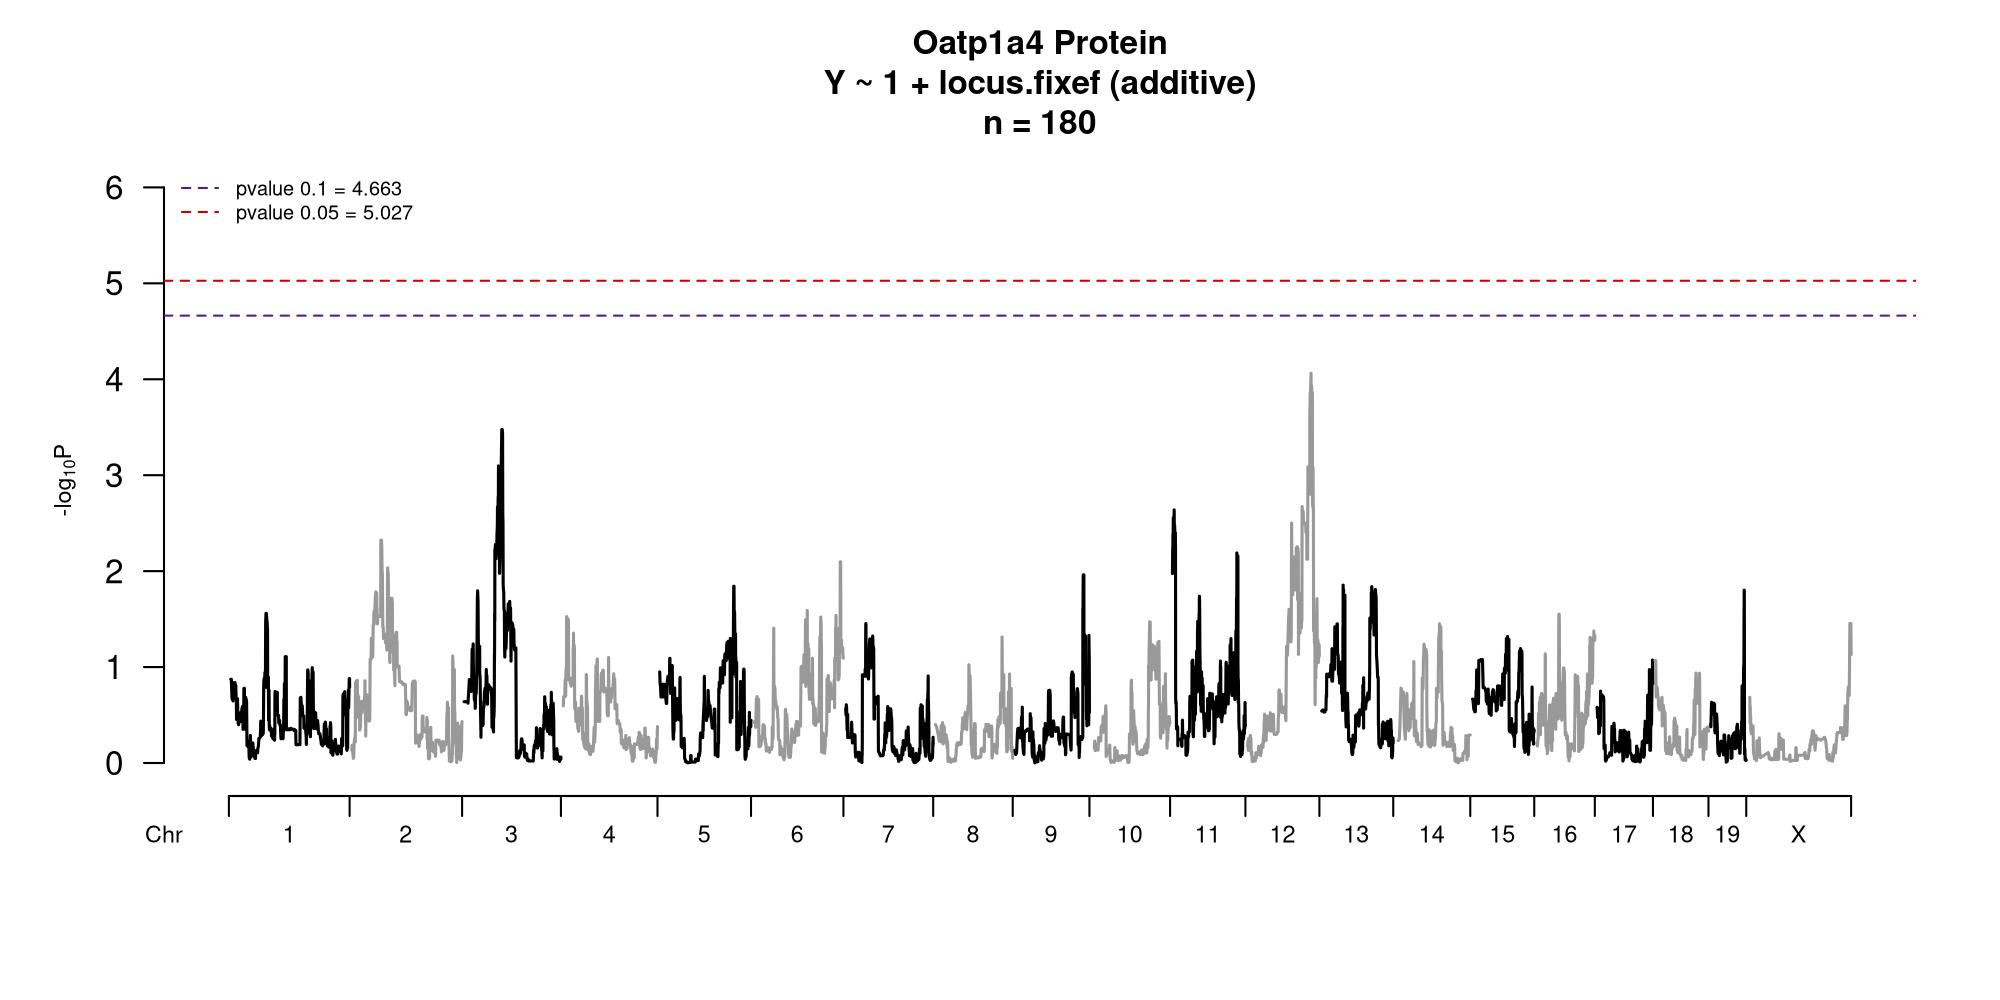 Oatp1a4 Protein
Y ~ 1 + locus.fixef (additive)
n = 180
6
pvalue 0.1 = 4.663
pvalue 0.05 = 5.027
5
4
3
2
1
0
-log10P
Chr 1 2 3 4 5 6 7 8 9 10 11 12 13 14 15 16 17 18 19 X